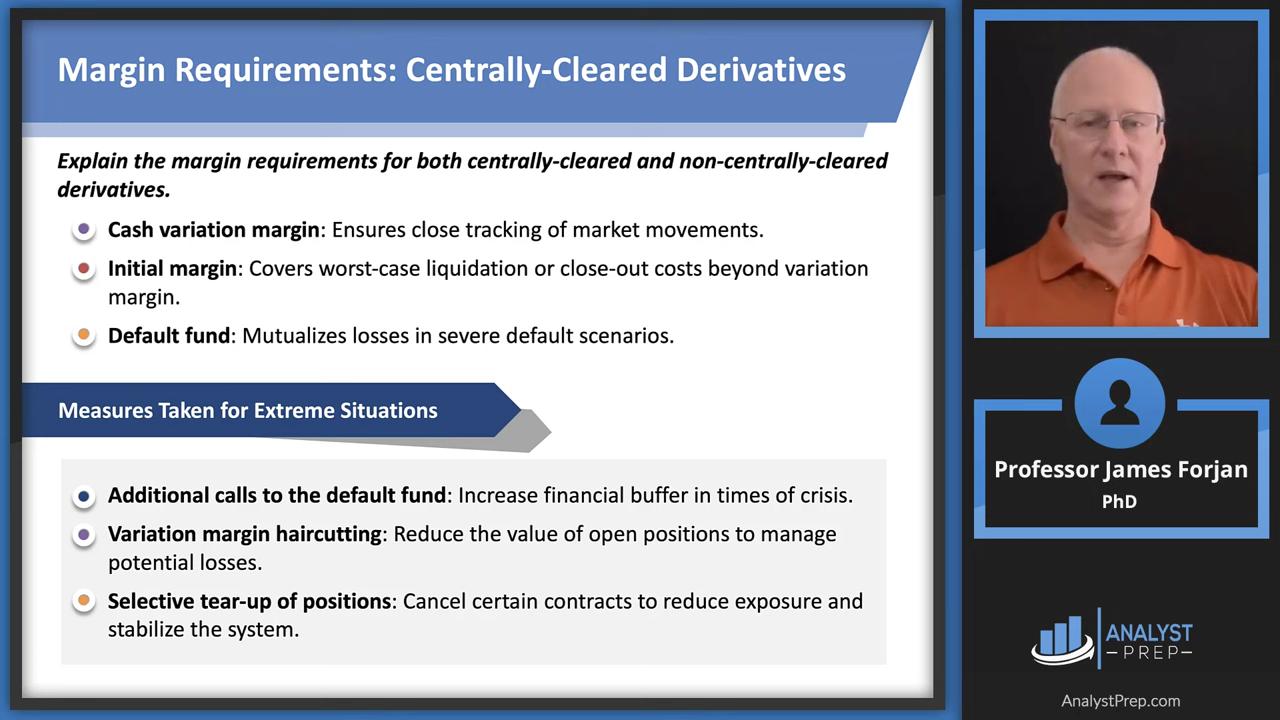 Margin Requirements: Centrally-Cleared Derivatives
Explain the margin requirements for both centrally-cleared and non-centrally-cleared
derivatives.
Cash variation margin: Ensures close tracking of market movements.
Initial margin: Covers worst-case liquidation or close-out costs beyond variation
margin.
Default fund: Mutualizes losses in severe default scenarios.
Measures Taken for Extreme Situations
Additional calls to the default fund: Increase financial buffer in times of crisis.
Variation margin haircutting: Reduce the value of open positions to manage
potential losses.
Selective tear-up of positions: Cancel certain contracts to reduce exposure and
stabilize the system.
Professor James Forjan
PhD
ANALYST
PREP
AnalystPrep.com